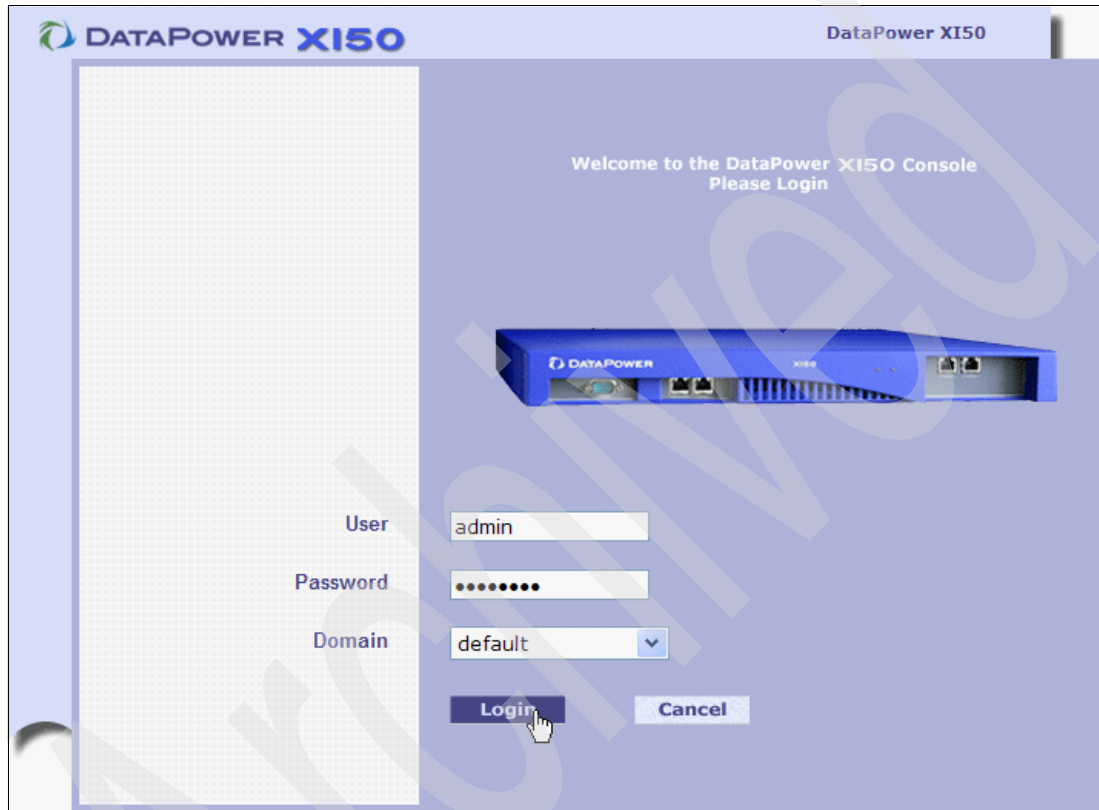 DATAPOWER XI50
DataPower XI50
Welcome to the DataPower XI50 Console
Please Login
DATAPOWER XI50
User admin
Password ••••••••
Domain default
Login Cancel
Archived